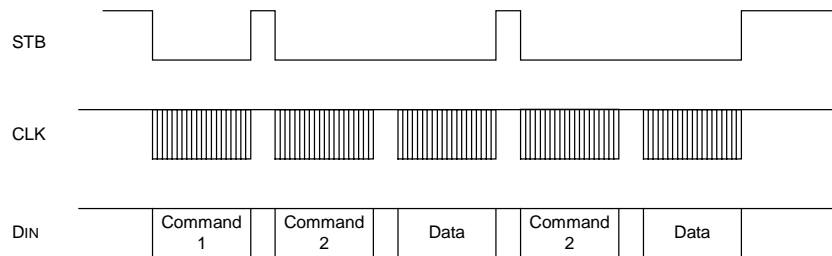 STB
CLK
DIN
Command
1
Command
2
Data
Command
2
Data